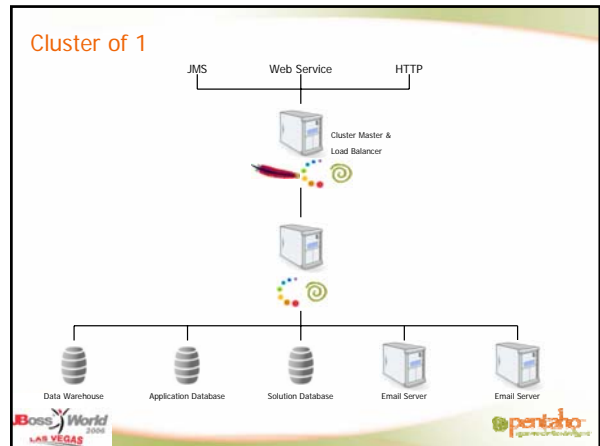 Cluster of 1
JMS
Web Service
HTTP
Cluster Master &
Load Balancer
Data Warehouse
Application Database
Solution Database
Email Server
Email Server
JBoss World
2006
LAS VEGAS
pentaho